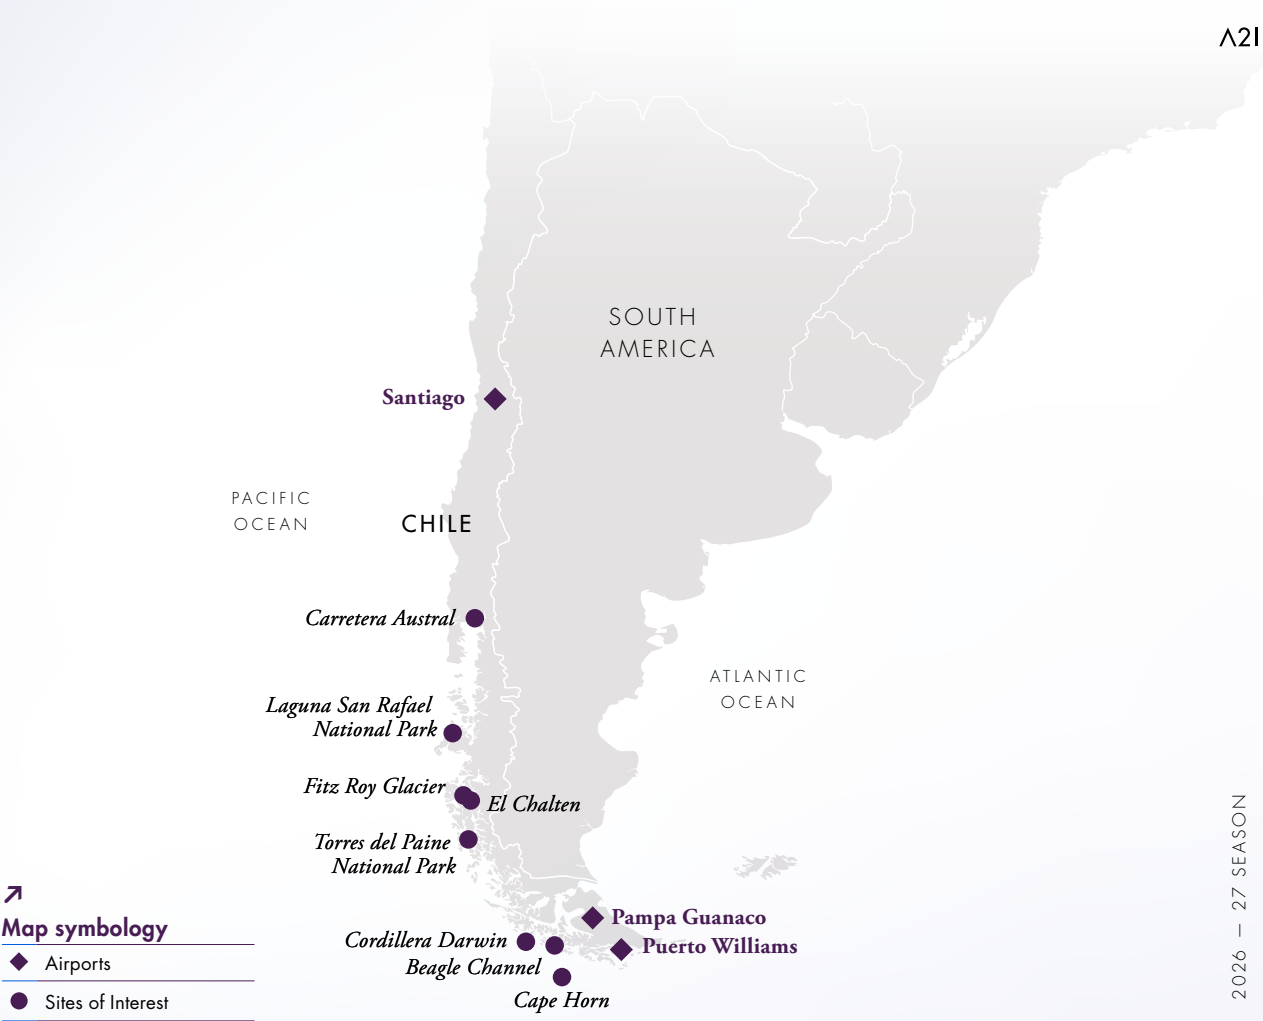 Λ21
SOUTH
AMERICA
Santiago
PACIFIC
OCEAN
CHILE
Carretera Austral
ATLANTIC
OCEAN
Laguna San Rafael
National Park
Fitz Roy Glacier
El Chalten
Torres del Paine
National Park
Pampa Guanaco
Puerto Williams
Cordillera Darwin
Beagle Channel
Cape Horn
Map symbology
Airports
Sites of Interest
2026 — 27 SEASON